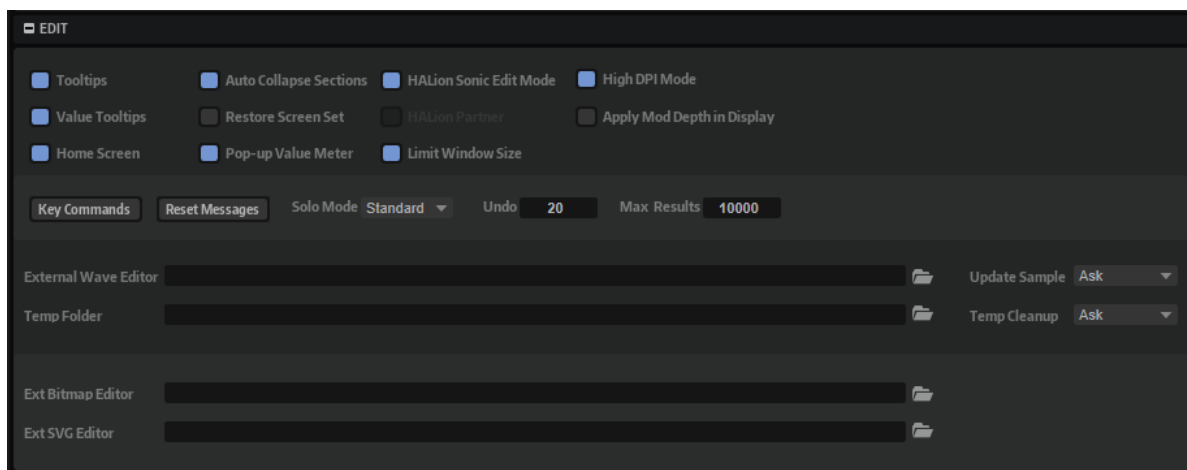 EDIT
Tooltips Auto Collapse Sections HALion Sonic Edit Mode High DPI Mode
Value Tooltips Restore Screen Set HALion Partner Apply Mod Depth in Display
Home Screen Pop-up Value Meter Limit Window Size
Key Commands Reset Messages Solo Mode Standard Undo 20 Max Results 10000
External Wave Editor Update Sample Ask
Temp Folder Temp Cleanup Ask
Ext Bitmap Editor
Ext SVG Editor